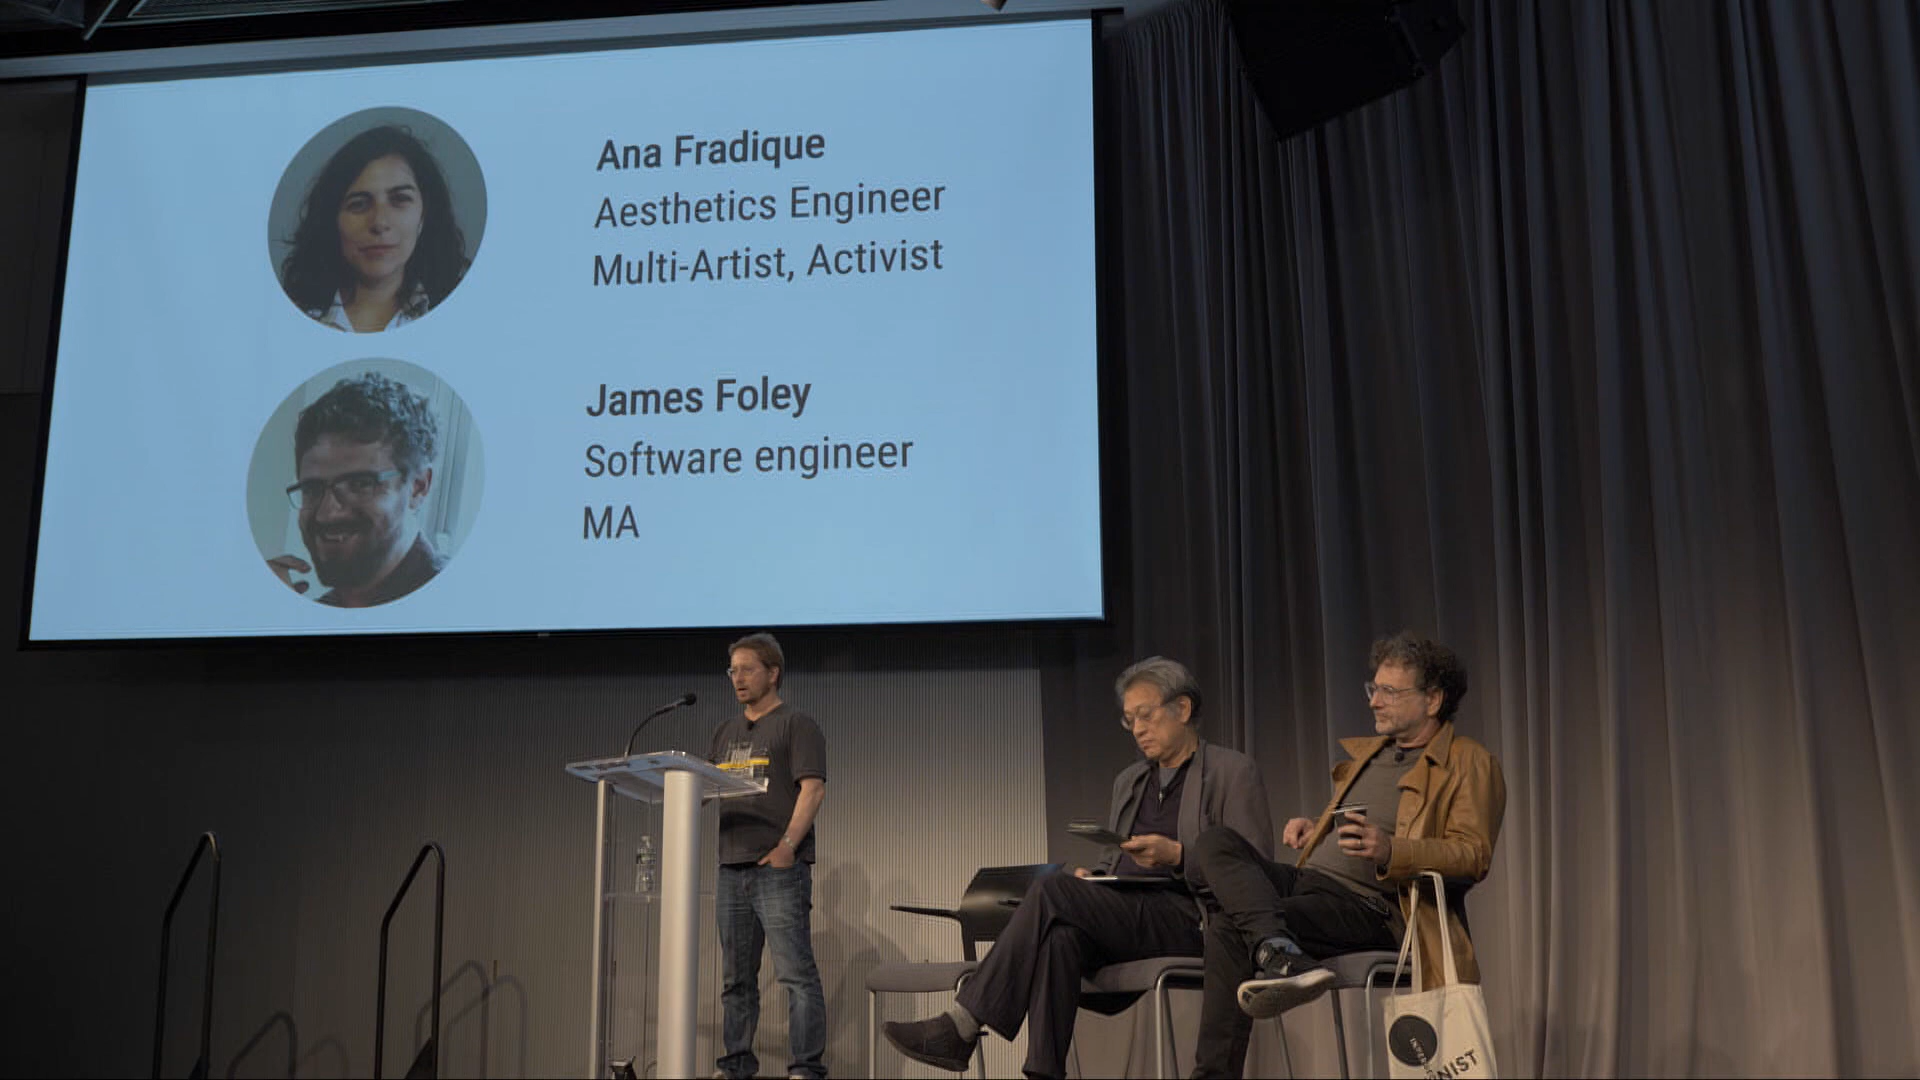 Ana Fradique
Aesthetics Engineer
Multi-Artist, Activist
James Foley
Software engineer
MA